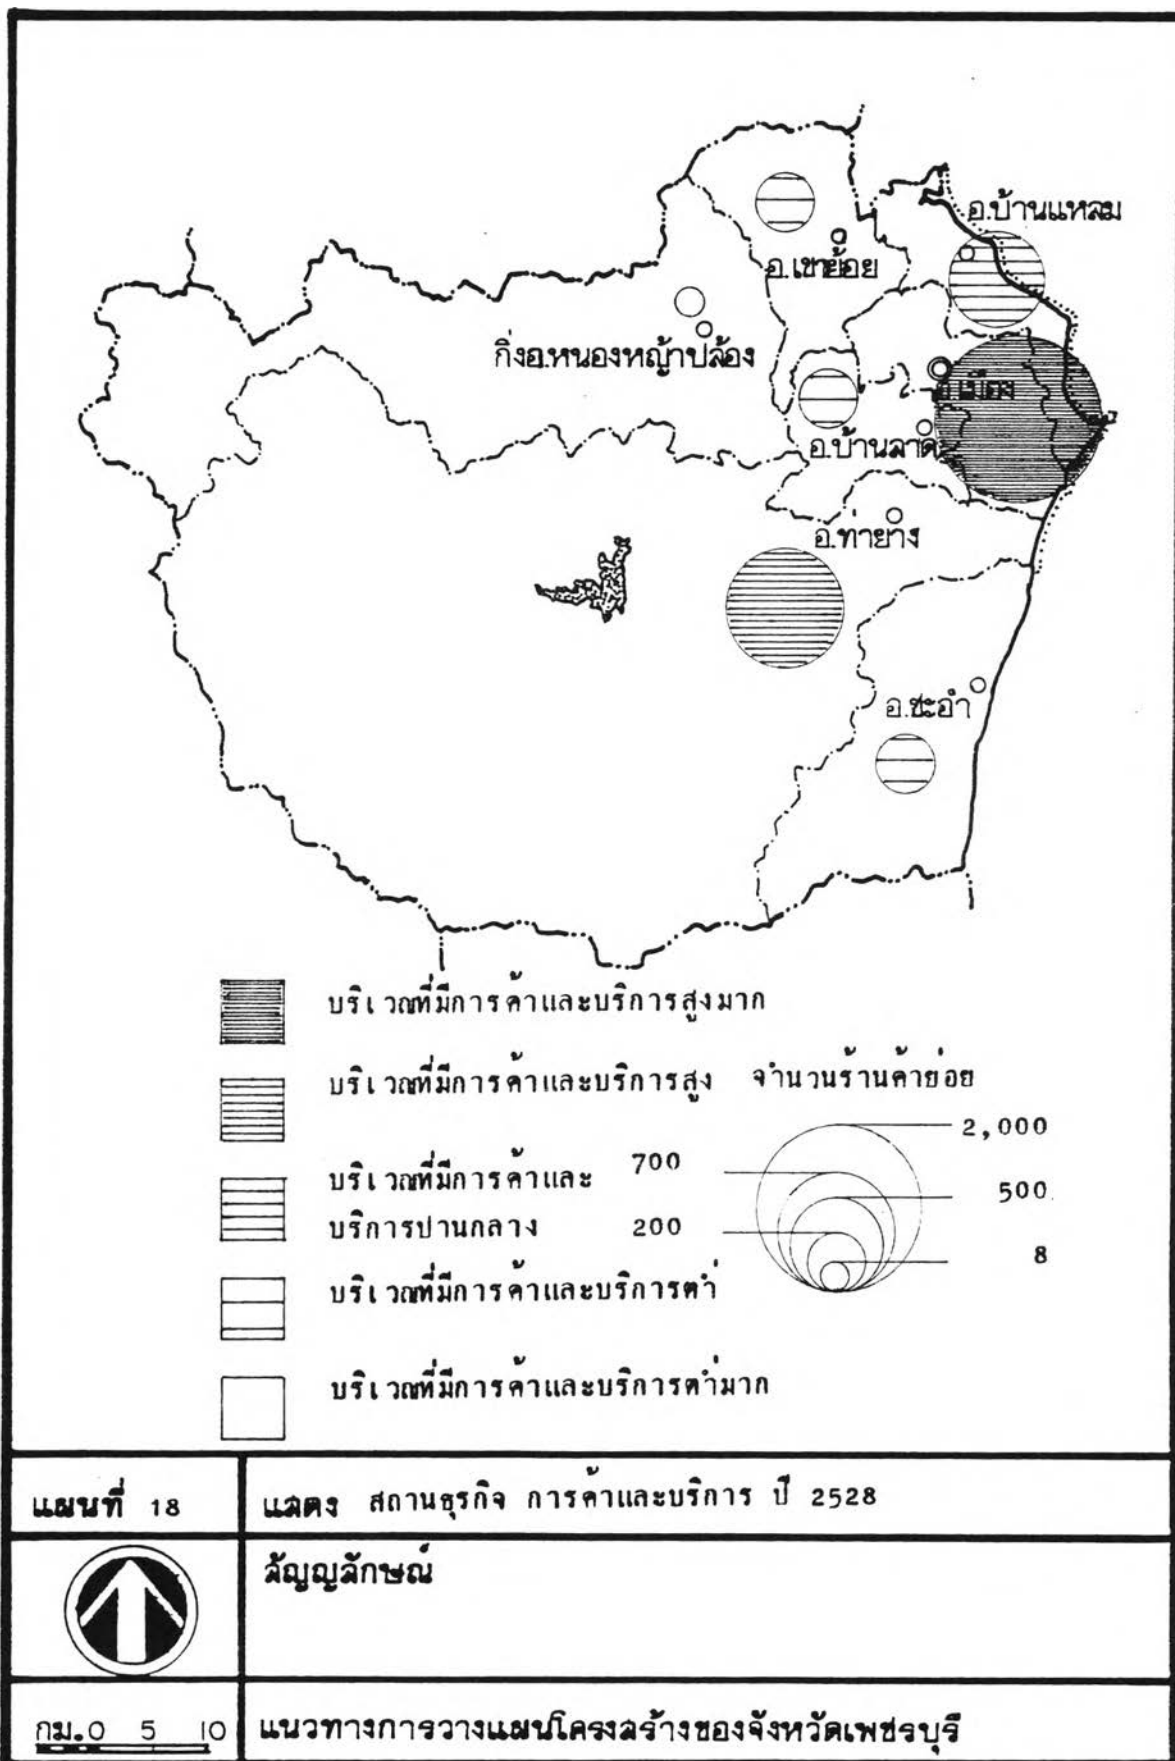 อ.บ้านแหลม
อ.เขาย้อย
กิ่งอ.หนองหญ้าปล้อง
อ.เมือง
อ.บ้านลาด
อ.ท่ายาง
อ.ชะอำ
บริเวณที่มีการค้าและบริการสูงมาก
บริเวณที่มีการค้าและบริการสูง
จำนวนร้านค้าย่อย
2,000
บริเวณที่มีการค้าและ
700
500
บริการปานกลาง
200
8
บริเวณที่มีการค้าและบริการต่ำ
บริเวณที่มีการค้าและบริการต่ำมาก
แผนที่ 18
แสดง สถานธุรกิจ การค้าและบริการ ปี 2528
สัญญลักษณ์
กม. 0 5 10
แนวทางการวางแผนโครงสร้างของจังหวัดเพชรบุรี